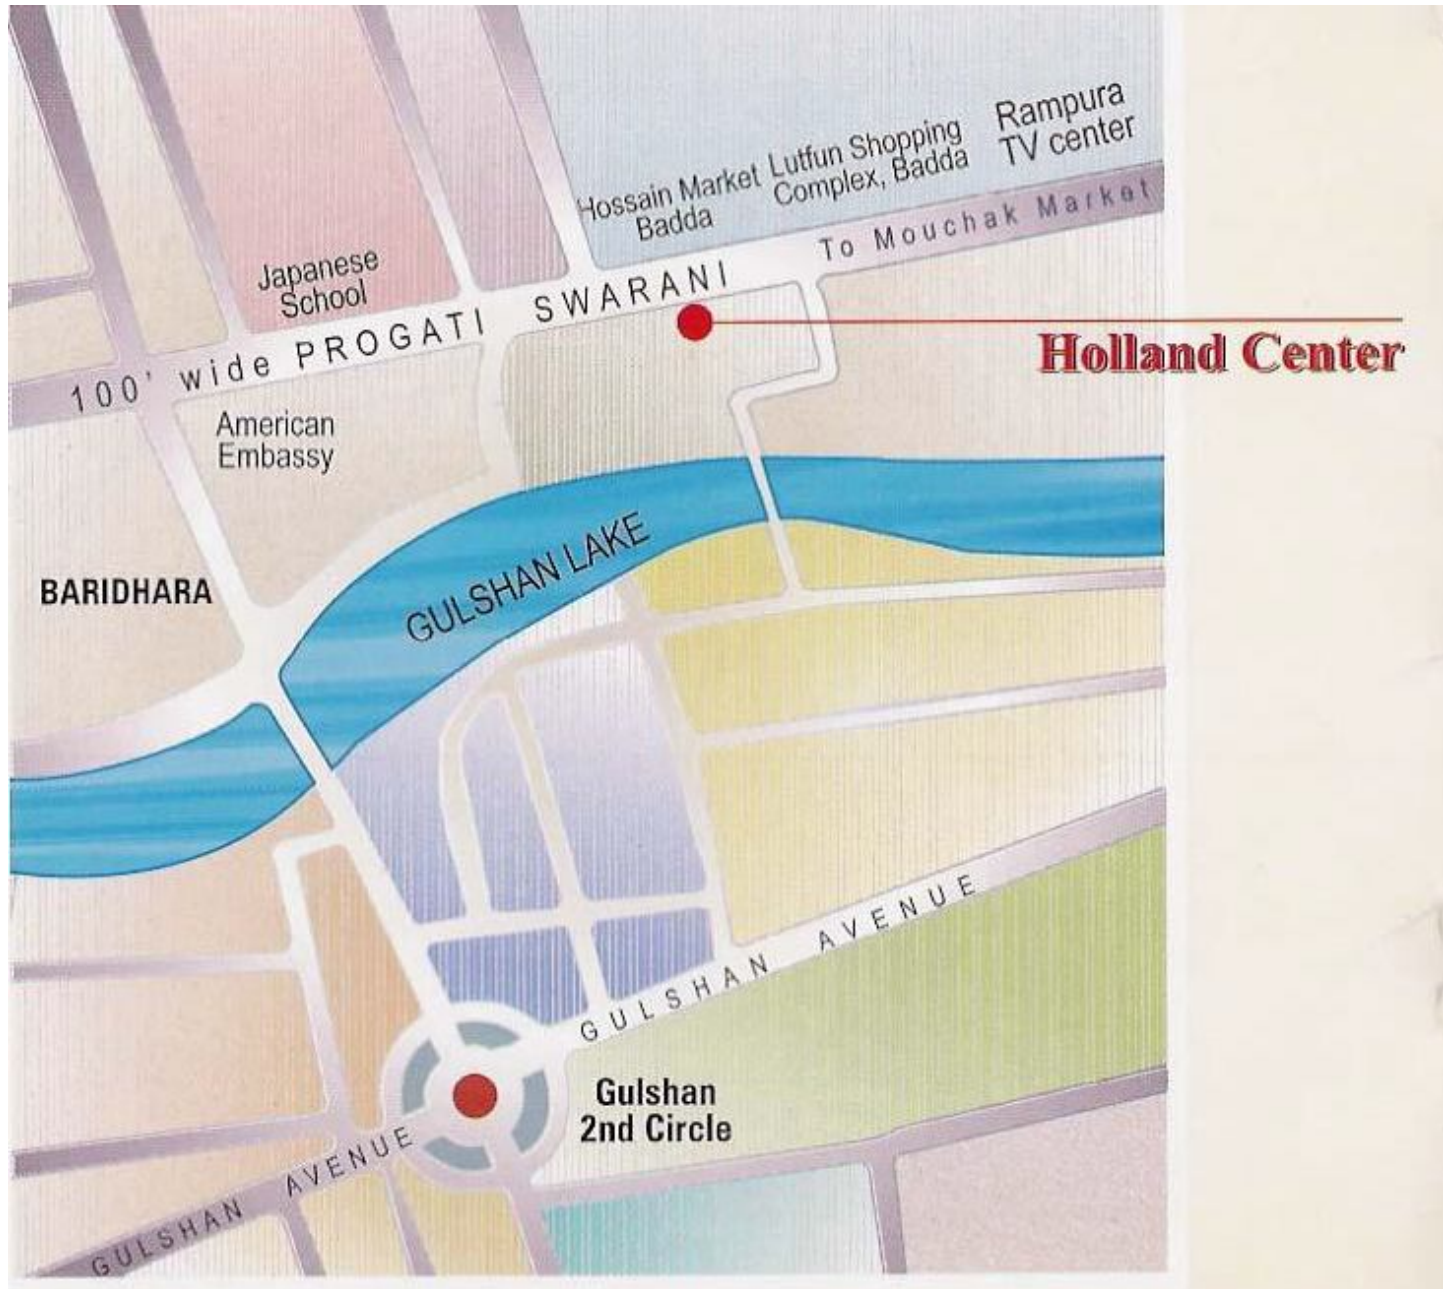 Rampura
TV center
Lutfun Shopping
Complex, Badda
Hossain Market
Badda
To Mouchak Market
Japanese
School
100' wide PROGATI SWARANI
Holland Center
American
Embassy
GULSHAN LAKE
BARIDHARA
GULSHAN AVENUE
Gulshan
2nd Circle
GULSHAN AVENUE